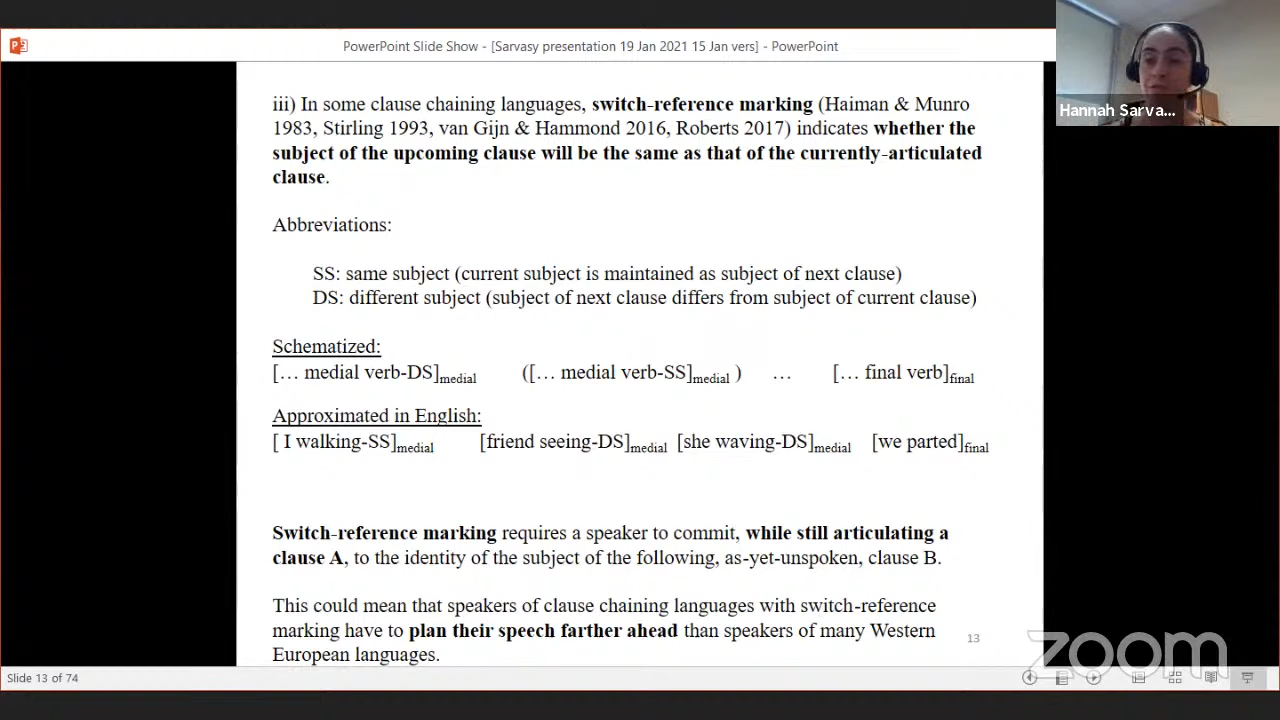 PowerPoint Slide Show - [Sarvasy presentation 19 Jan 2021 15 Jan vers] - PowerPoint
Hannah Sarva...
iii) In some clause chaining languages, switch-reference marking (Haiman & Munro
1983, Stirling 1993, van Gijn & Hammond 2016, Roberts 2017) indicates whether the
subject of the upcoming clause will be the same as that of the currently-articulated
clause.
Abbreviations:
SS: same subject (current subject is maintained as subject of next clause)
DS: different subject (subject of next clause differs from subject of current clause)
Schematized:
[… medial verb-DS]medial ([… medial verb-SS]medial ) … [… final verb]final
Approximated in English:
[ I walking-SS]medial [friend seeing-DS]medial [she waving-DS]medial [we parted]final
Switch-reference marking requires a speaker to commit, while still articulating a
clause A, to the identity of the subject of the following, as-yet-unspoken, clause B.
This could mean that speakers of clause chaining languages with switch-reference
marking have to plan their speech farther ahead than speakers of many Western
European languages.
13
zoom
Slide 13 of 74